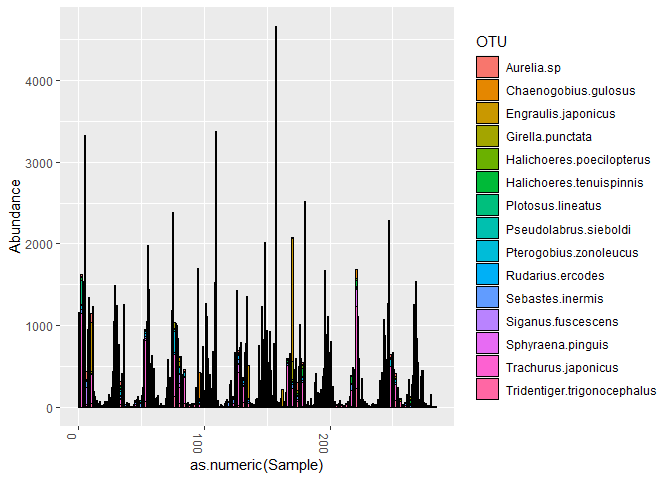 4000
3000
2000
1000
0
Abundance
0
100
200
as.numeric(Sample)
OTU
Aurelia.sp
Chaenogobius.gulosus
Engraulis.japonicus
Girella.punctata
Halichoeres.poecilopterus
Halichoeres.tenuispinnis
Plotosus.lineatus
Pseudolabrus.sieboldi
Pterogobius.zonoleucus
Rudarius.ercodes
Sebastes.inermis
Siganus.fuscescens
Sphyraena.pinguis
Trachurus.japonicus
Tridentiger.trigonocephalus